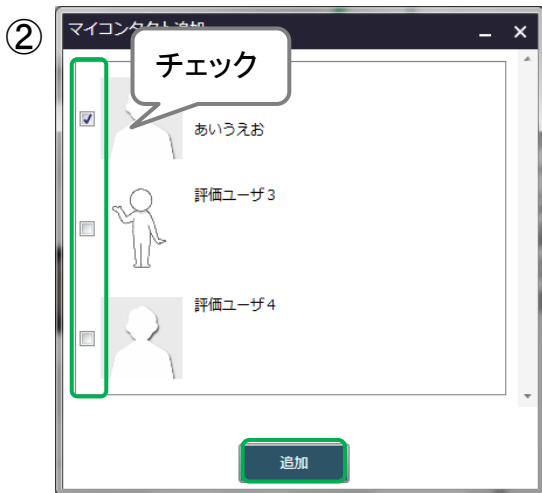 ②
マイコンタクト追加
チェック
あいうえお
評価ユーザ3
評価ユーザ4
追加